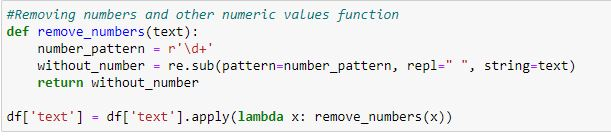 #Removing numbers and other numeric values function
def remove_numbers(text):
    number_pattern = r'\d+'
    without_number = re.sub(pattern=number_pattern, repl=" ", string=text)
    return without_number

df['text'] = df['text'].apply(lambda x: remove_numbers(x))